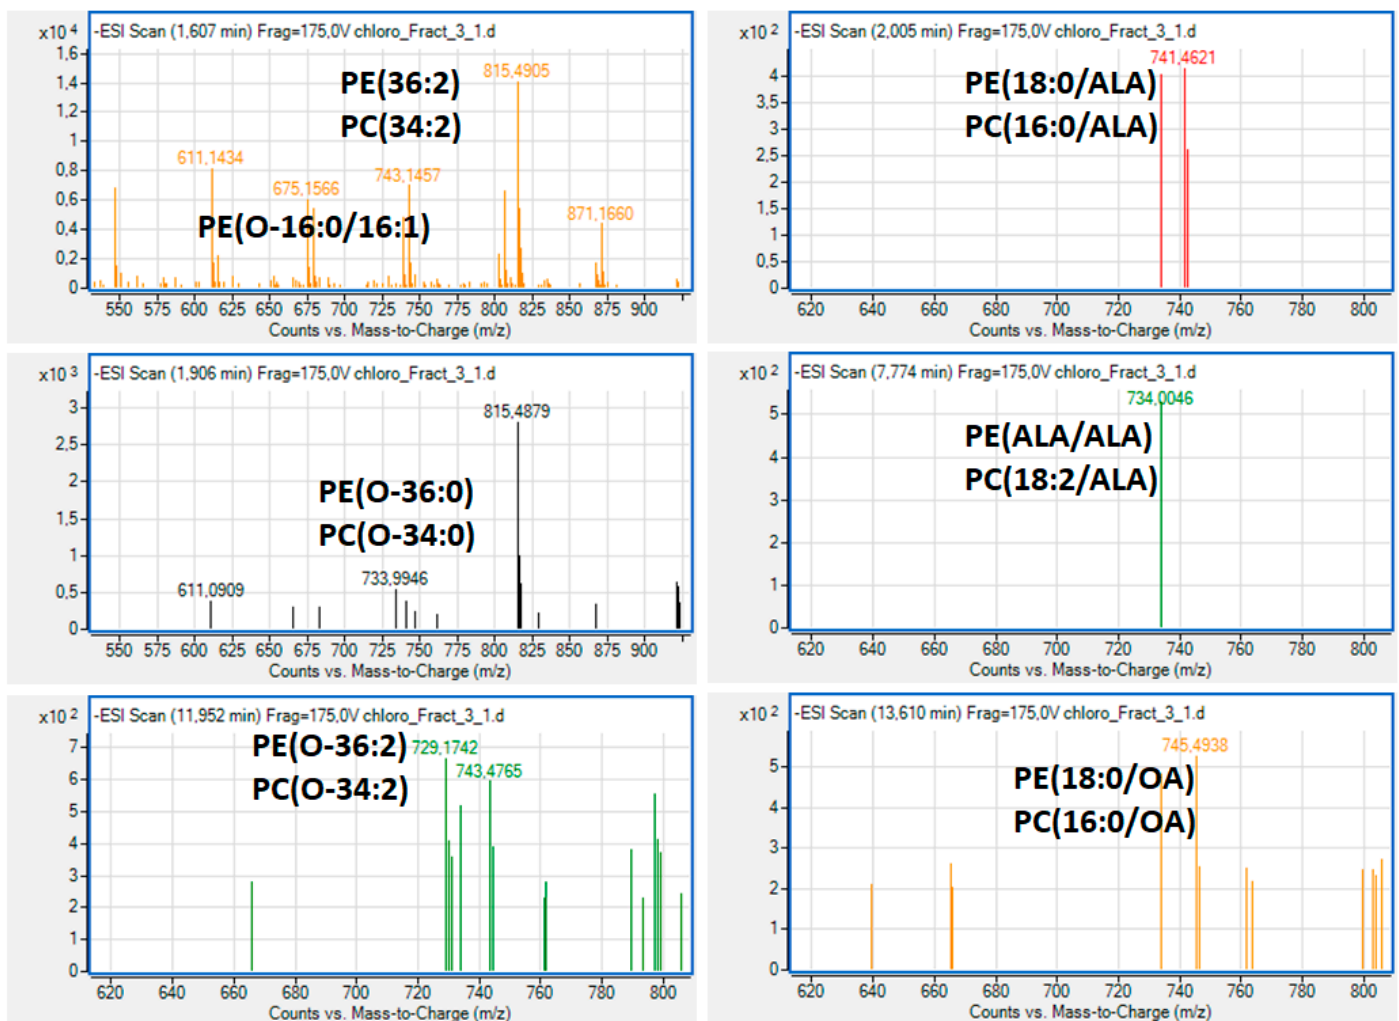 x10 4 -ESI Scan (1,607 min) Frag=175,0V chloro_Fract_3_1.d
1,6
1,4
1,2
1
0,8
0,6
0,4
0,2
0
PE(36:2)
PC(34:2)
815,4905
611,1434
675,1566
743,1457
871,1660
PE(O-16:0/16:1)
550 575 600 625 650 675 700 725 750 775 800 825 850 875 900
Counts vs. Mass-to-Charge (m/z)
x10 2 -ESI Scan (2,005 min) Frag=175,0V chloro_Fract_3_1.d
4
3,5
3
2,5
2
1,5
1
0,5
0
741,4621
PE(18:0/ALA)
PC(16:0/ALA)
620 640 660 680 700 720 740 760 780 800
Counts vs. Mass-to-Charge (m/z)
x10 3 -ESI Scan (1,906 min) Frag=175,0V chloro_Fract_3_1.d
3
2,5
2
1,5
1
0,5
0
815,4879
PE(O-36:0)
PC(O-34:0)
733,9946
611,0909
550 575 600 625 650 675 700 725 750 775 800 825 850 875 900
Counts vs. Mass-to-Charge (m/z)
x10 2 -ESI Scan (7,774 min) Frag=175,0V chloro_Fract_3_1.d
5
4
3
2
1
0
734,0046
PE(ALA/ALA)
PC(18:2/ALA)
620 640 660 680 700 720 740 760 780 800
Counts vs. Mass-to-Charge (m/z)
x10 2 -ESI Scan (11,952 min) Frag=175,0V chloro_Fract_3_1.d
7
6
5
4
3
2
1
0
PE(O-36:2) 729,1742
743,4765
PC(O-34:2)
620 640 660 680 700 720 740 760 780 800
Counts vs. Mass-to-Charge (m/z)
x10 2 -ESI Scan (13,610 min) Frag=175,0V chloro_Fract_3_1.d
5
4
3
2
1
0
745,4938
PE(18:0/OA)
PC(16:0/OA)
620 640 660 680 700 720 740 760 780 800
Counts vs. Mass-to-Charge (m/z)